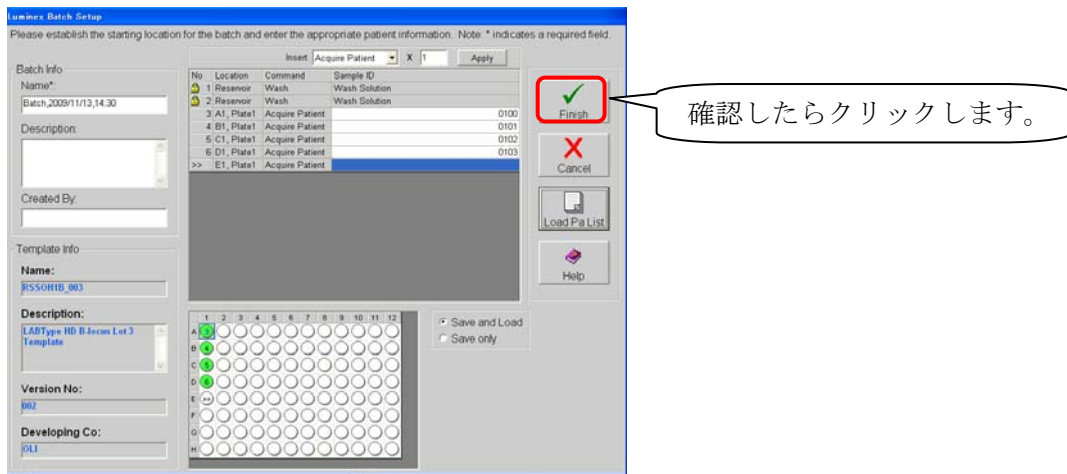 Luminex Batch Setup
Please establish the starting location for the batch and enter the appropriate patient information. Note: * indicates a required field.
Insert Acquire Patient X 1 Apply
Batch Info
Name*:
Batch,2009/11/13,14:30
Description:
Created By:
No Location Command Sample ID
1 Reservoir Wash Wash Solution
2 Reservoir Wash Wash Solution
3 A1, Plate1 Acquire Patient 0100
4 B1, Plate1 Acquire Patient 0101
5 C1, Plate1 Acquire Patient 0102
6 D1, Plate1 Acquire Patient 0103
>> E1, Plate1 Acquire Patient
Finish
Cancel
Load Pa List
Help
確認したらクリックします。
Template Info
Name:
RSSOH1B_003
Description:
LABType HD B-locus Lot 3
Template
Version No:
002
Developing Co:
OLI
1 2 3 4 5 6 7 8 9 10 11 12
A 3
B 4
C 5
D 6
E >>
F
G
H
Save and Load
Save only